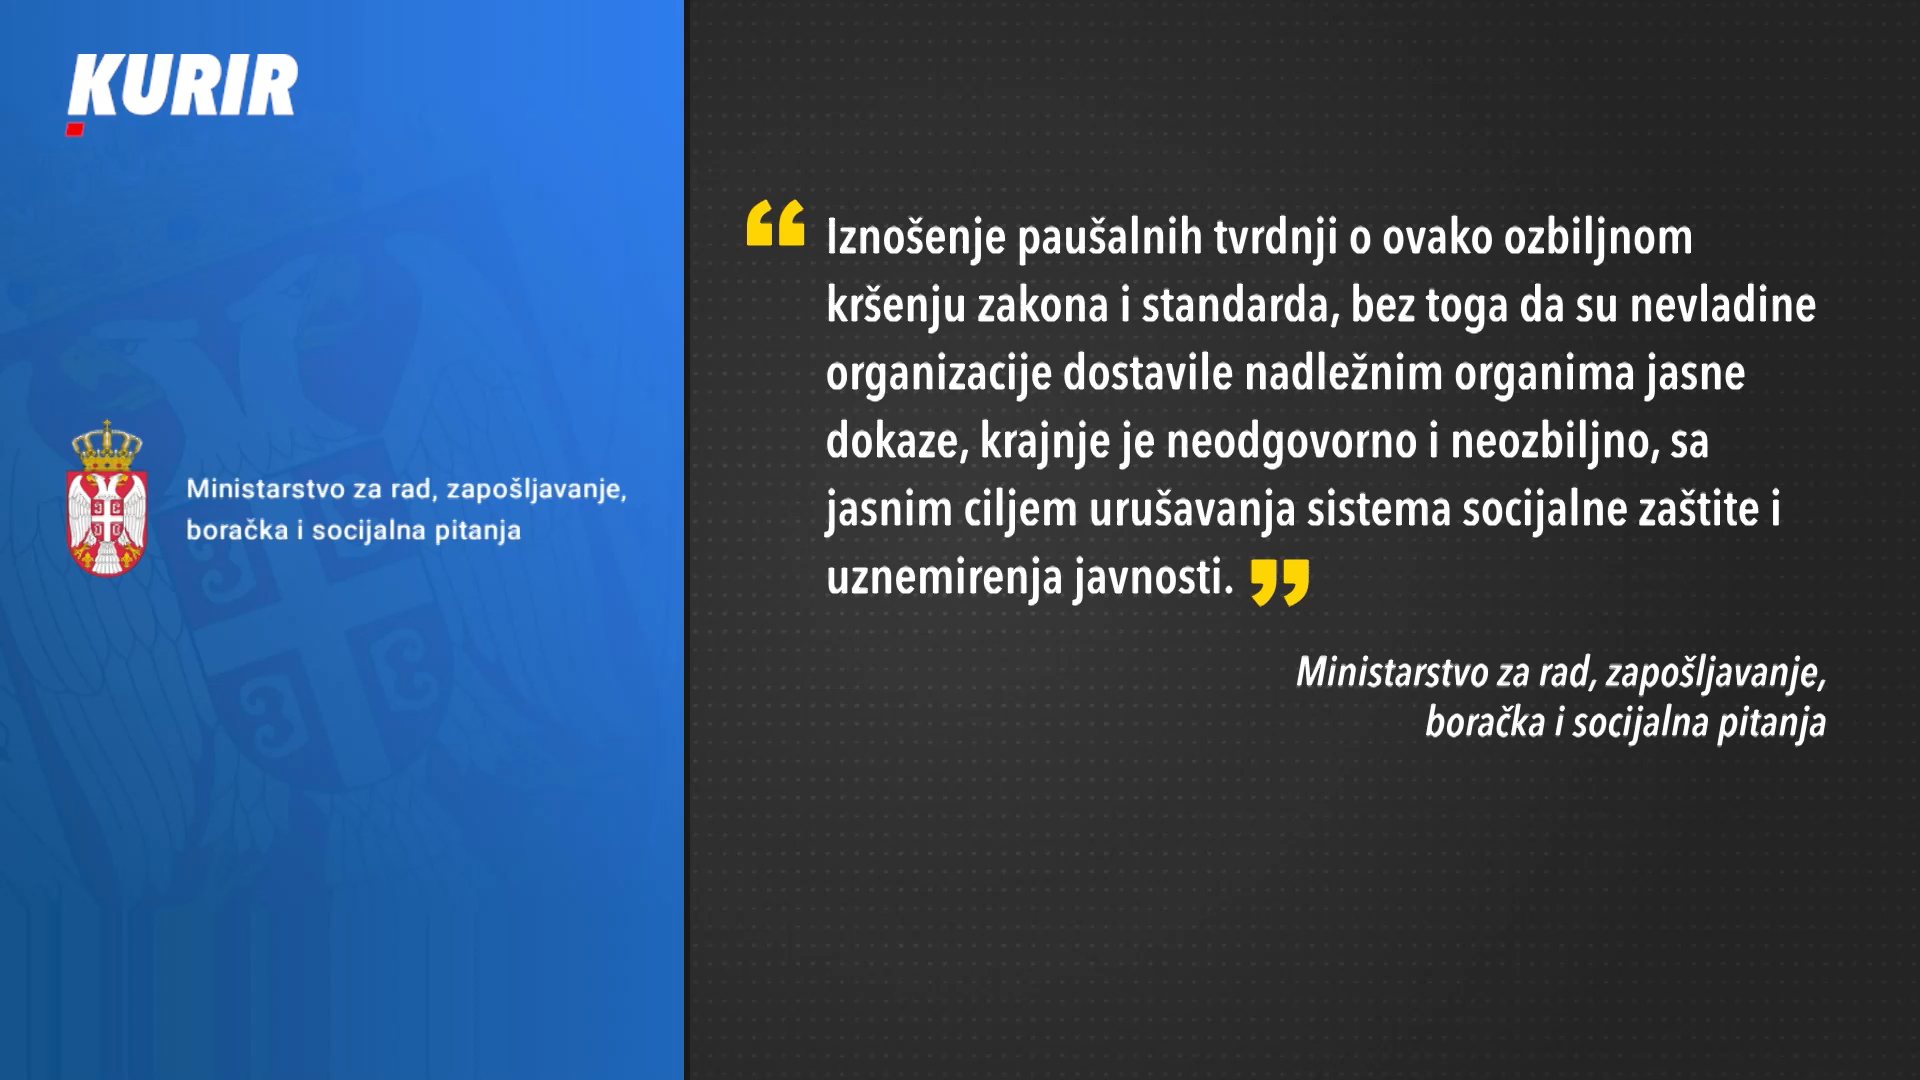 KURIR
Ministarstvo za rad, zapošljavanje,
boračka i socijalna pitanja
“ Iznošenje paušalnih tvrdnji o ovako ozbiljnom
kršenju zakona i standarda, bez toga da su nevladine
organizacije dostavile nadležnim organima jasne
dokaze, krajnje je neodgovorno i neozbiljno, sa
jasnim ciljem urušavanja sistema socijalne zaštite i
uznemirenja javnosti. ”
Ministarstvo za rad, zapošljavanje,
boračka i socijalna pitanja